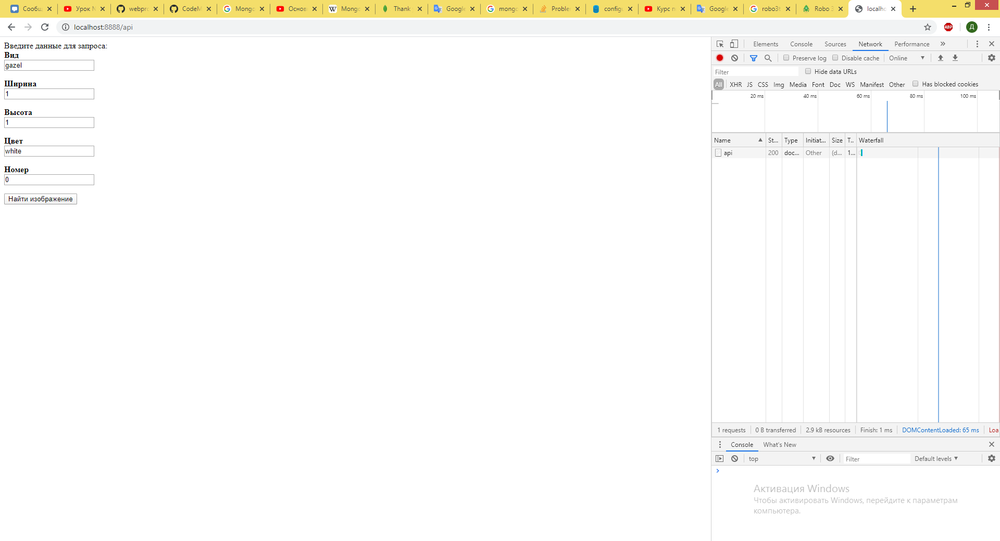 Сообщ Урок N webpro CodeM Mongo Основ Mongo Thank Google mongo Proble config Курс п Google robo3t Robo 3 localho
localhost:8888/api
ABP Д
Введите данные для запроса:
Вид
gazel
Ширина
1
Высота
1
Цвет
white
Номер
0
Найти изображение
Elements Console Sources Network Performance »
Preserve log Disable cache Online
Filter Hide data URLs
All XHR JS CSS Img Media Font Doc WS Manifest Other Has blocked cookies
20 ms 40 ms 60 ms 80 ms 100 ms
Name St... Type Initiat... Size T.. Waterfall
api 200 doc... Other (d... 1...
1 requests 0 B transferred 2.9 kB resources Finish: 1 ms DOMContentLoaded: 65 ms Loa
Console What's New
top Filter Default levels
Активация Windows
Чтобы активировать Windows, перейдите к параметрам
компьютера.